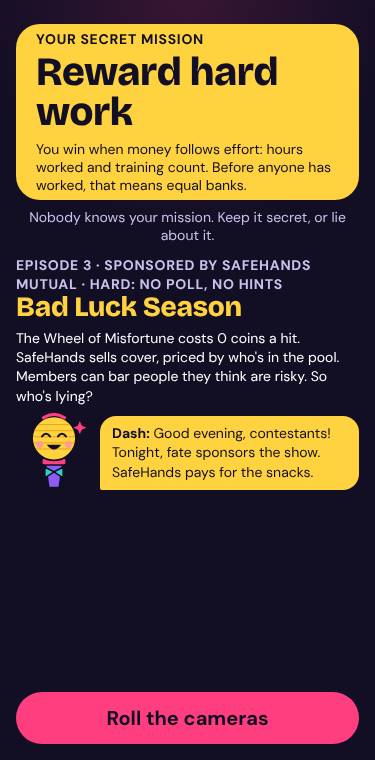 YOUR SECRET MISSION
Reward hard
work
You win when money follows effort: hours
worked and training count. Before anyone has
worked, that means equal banks.
Nobody knows your mission. Keep it secret, or lie
about it.
EPISODE 3 · SPONSORED BY SAFEHANDS
MUTUAL · HARD: NO POLL, NO HINTS
Bad Luck Season
The Wheel of Misfortune costs 0 coins a hit.
SafeHands sells cover, priced by who's in the pool.
Members can bar people they think are risky. So
who's lying?
Dash: Good evening, contestants!
Tonight, fate sponsors the show.
SafeHands pays for the snacks.
Roll the cameras